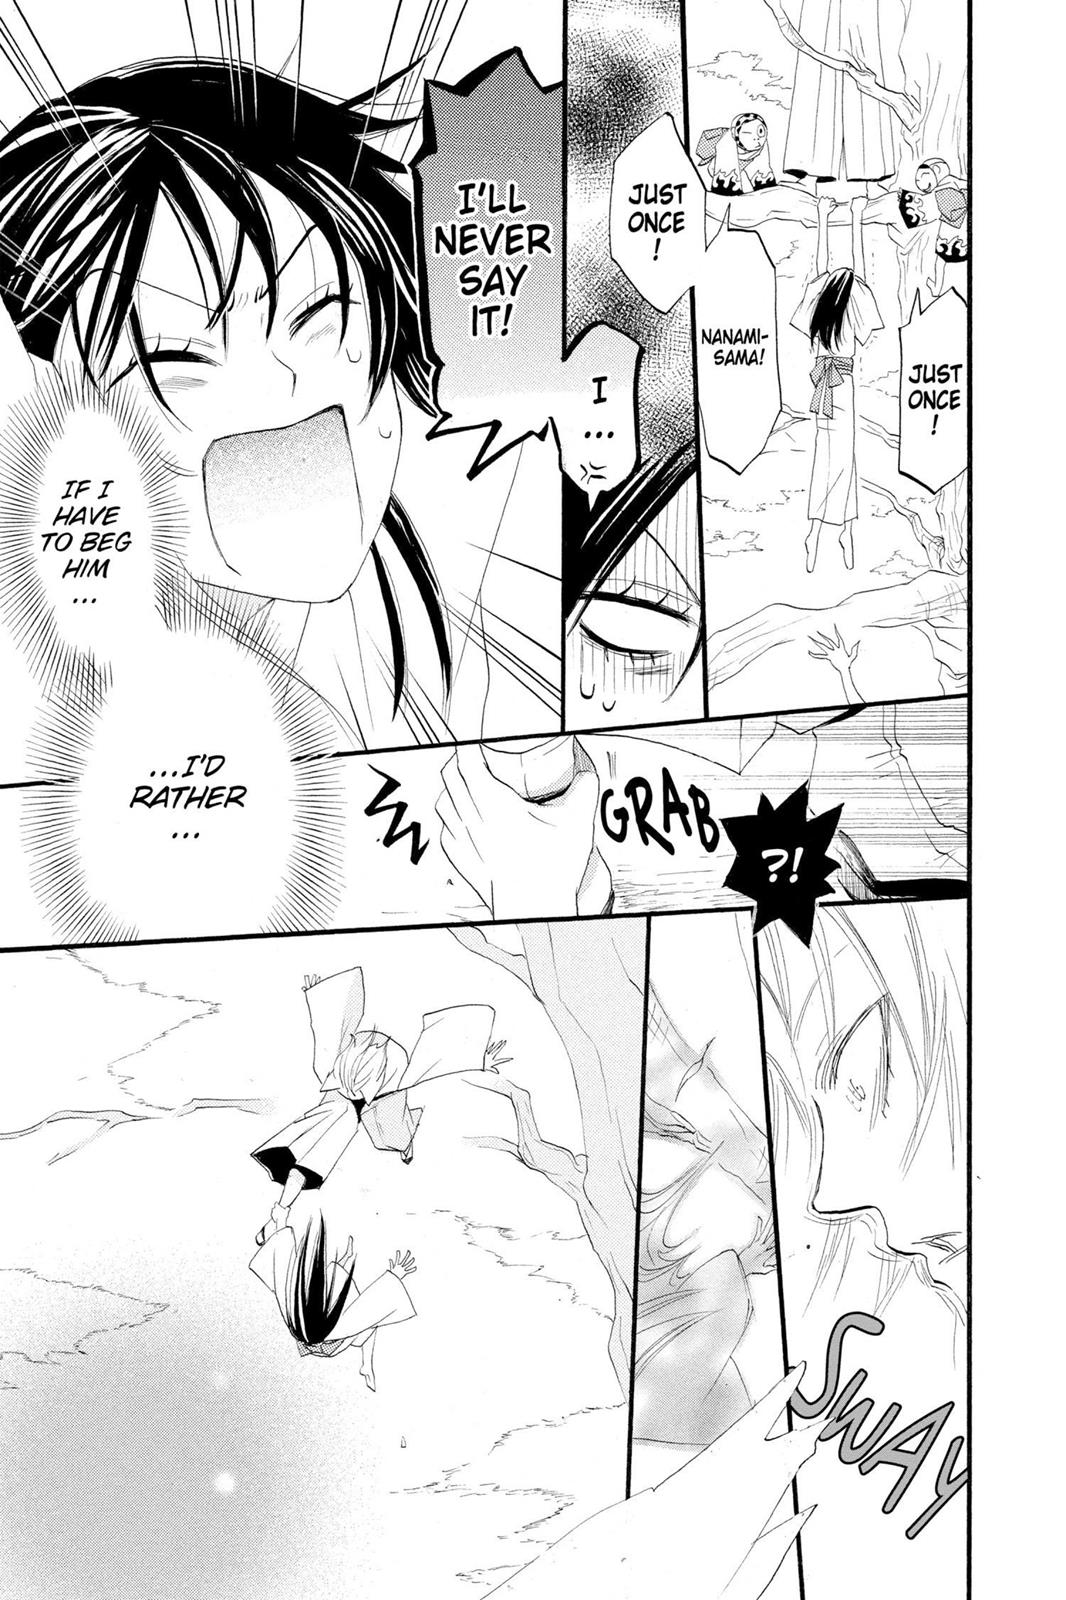 JUST
ONCE
!
NANAMI-
SAMA!
JUST
ONCE
!
I
...
I'LL
NEVER
SAY
IT!
IF I
HAVE
TO BEG
HIM
...
...I'D
RATHER
...
GRAB
?!
SWAY